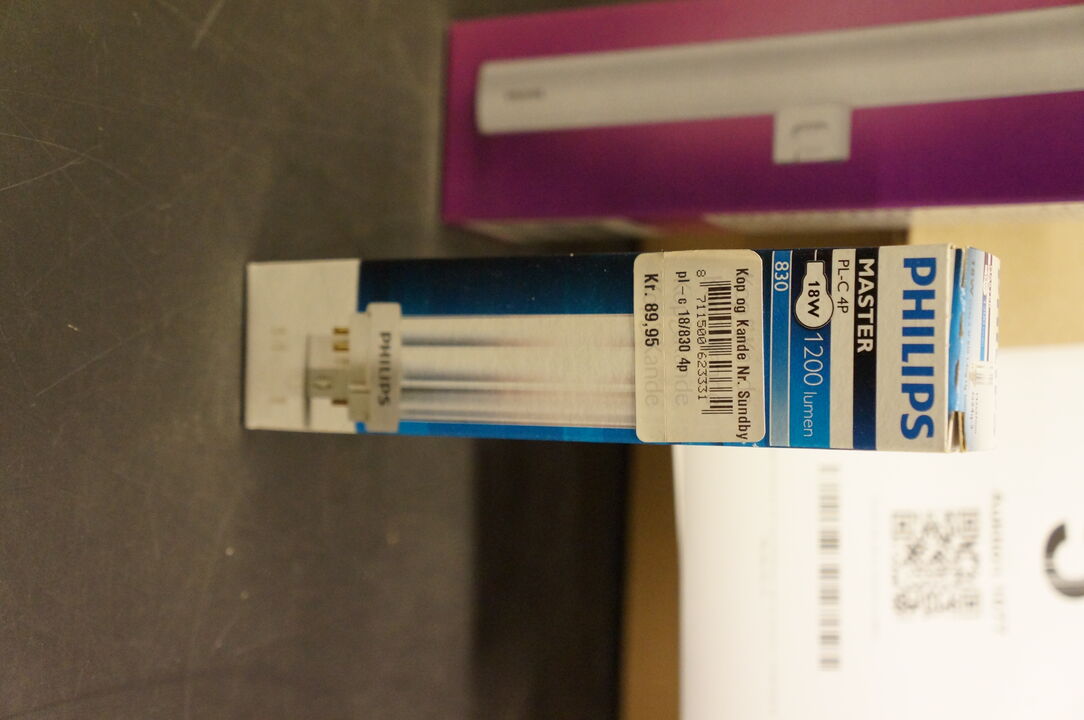 PHILIPS
MASTER
PL-C 4P
18W
1200 lumen
830
Kop og Kande Nr. Sundby
8 711500 623331
pl-c 18/830 4p
Kr. 89,95
PHILIPS